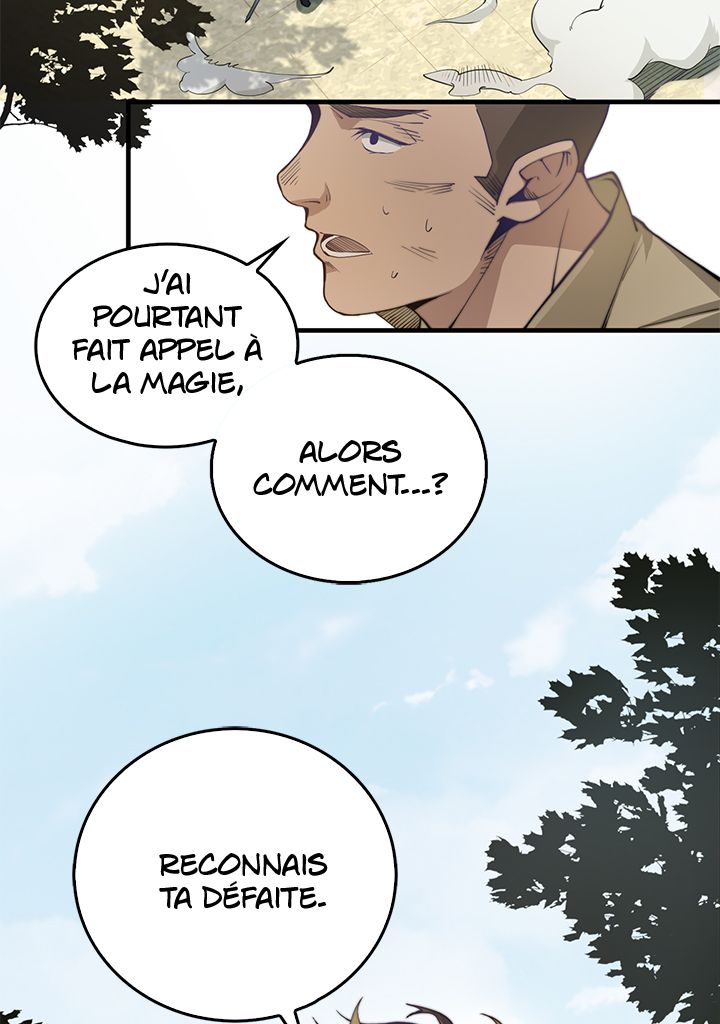 J'AI
POURTANT
FAIT APPEL À
LA MAGIE,
ALORS
COMMENT...?
RECONNAIS
TA DÉFAITE.